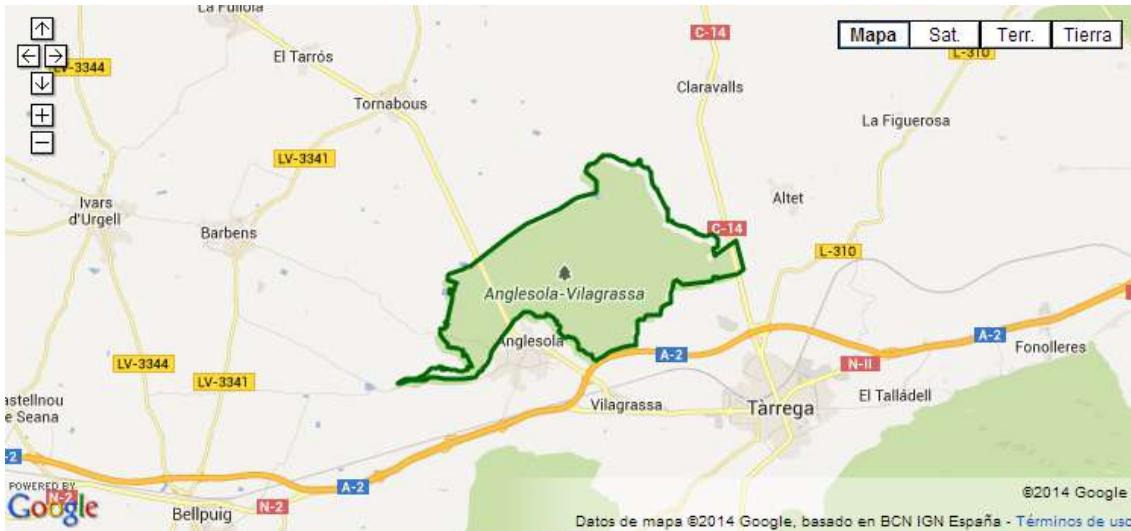 La Fuliola
C-14
Mapa Sat. Terr. Tierra
L-310
LV-3344
El Tarrós
Claravalls
Tornabous
La Figuerosa
LV-3341
Ivars
d'Urgell
Altet
Barbens
C-14
L-310
Anglesola-Vilagrassa
Anglesola
A-2
A-2
Fonolleres
LV-3344
N-II
LV-3341
El Talládell
astellnou
e Seana
Vilagrassa
Tàrrega
-2
A-2
POWERED BY
Google
N-2
N-2
Bellpuig
©2014 Google
Datos de mapa ©2014 Google, basado en BCN IGN España - Términos de uso